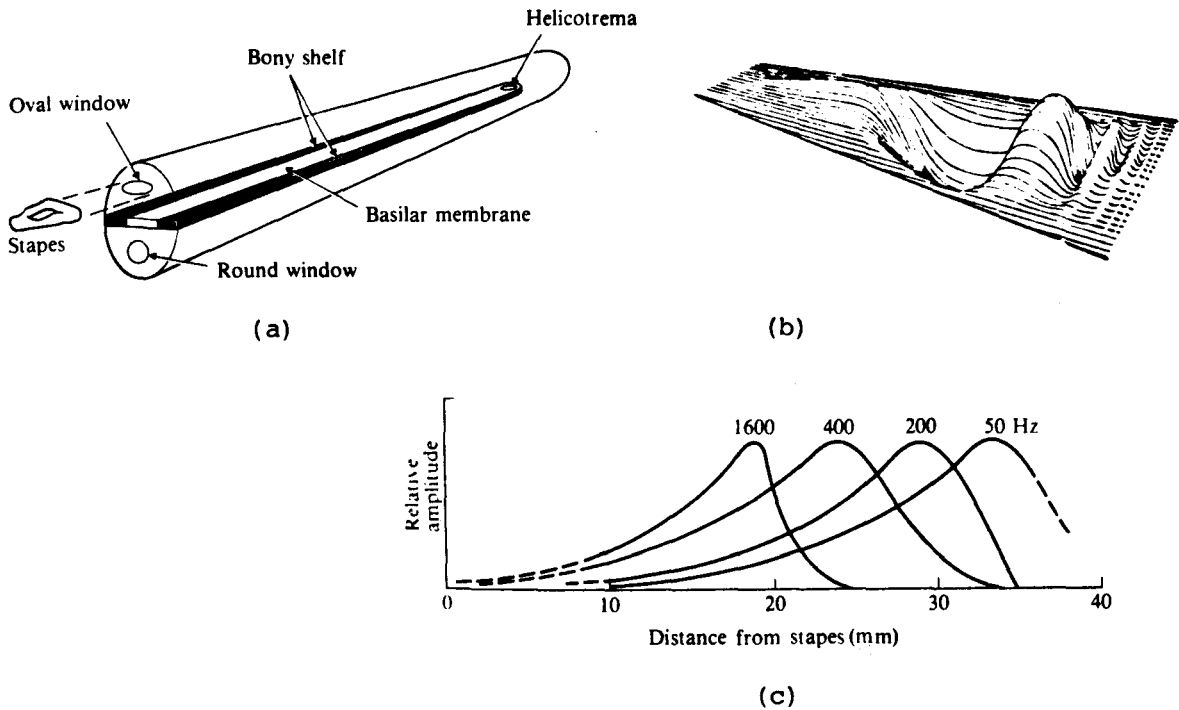 Helicotrema
Bony shelf
Oval window
Basilar membrane
Stapes
Round window
(a)
(b)
1600 400 200 50 Hz
Relative
amplitude
0 10 20 30 40
Distance from stapes (mm)
(c)